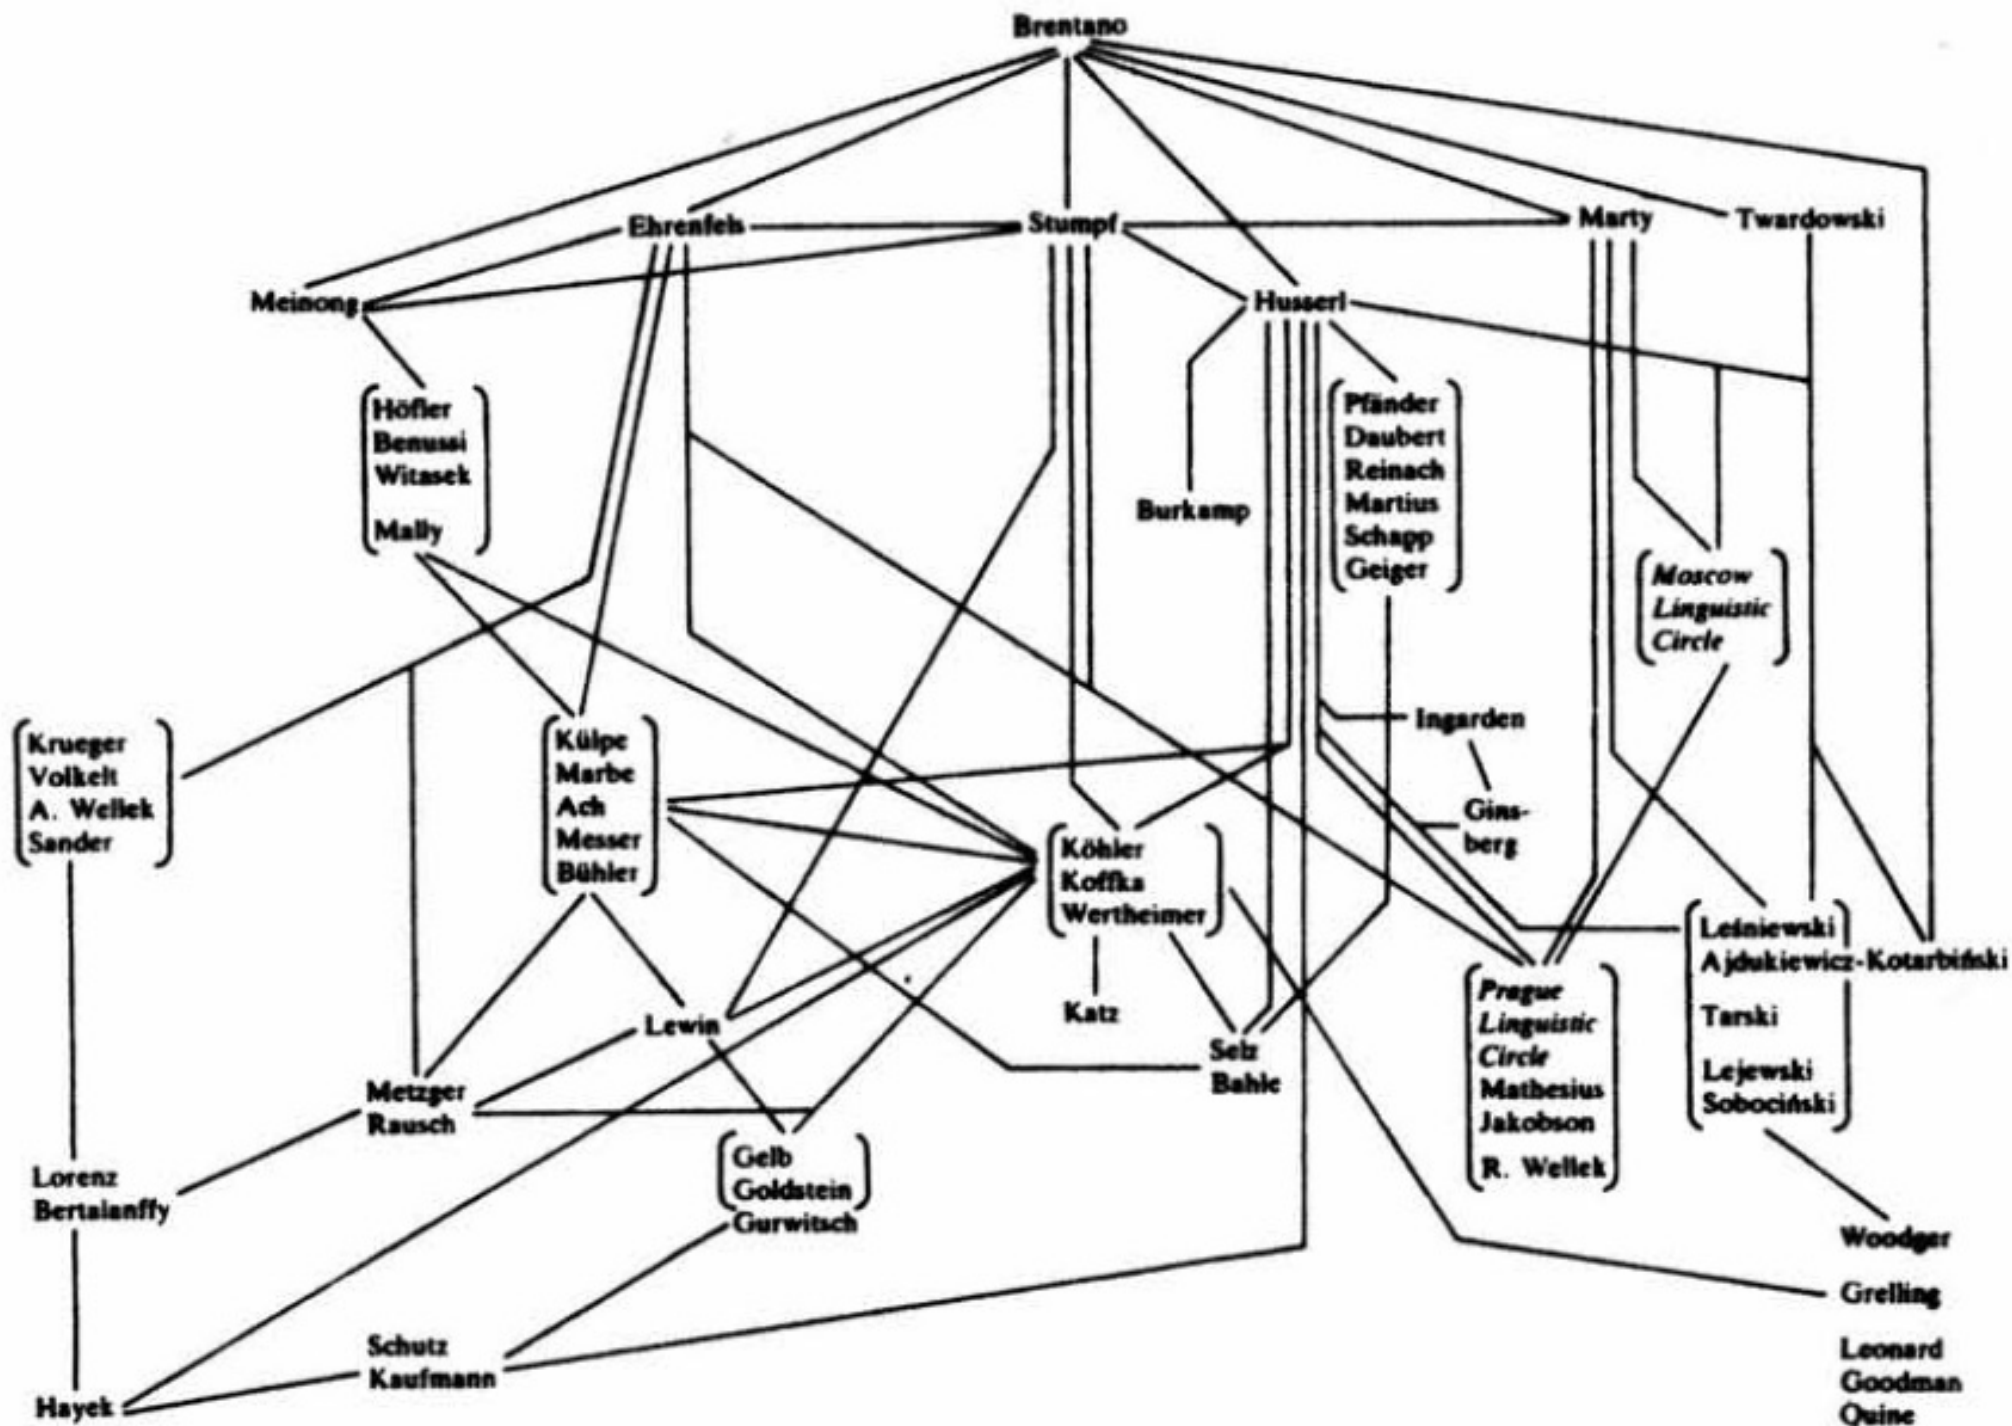 Brentano
Ehrenfels
Stumpf
Marty
Twardowski
Meinong
Husserl
Höfler
Benussi
Witasek
Mally
Pfänder
Daubert
Reinach
Martius
Schapp
Geiger
Burkamp
Moscow
Linguistic
Circle
Krueger
Volkelt
A. Wellek
Sander
Külpe
Marbe
Ach
Messer
Bühler
Ingarden
Gins-
berg
Köhler
Koffka
Wertheimer
Katz
Leśniewski
Ajdukiewicz-Kotarbiński
Tarski
Lejewski
Sobociński
Prague
Linguistic
Circle
Mathesius
Jakobson
R. Wellek
Lewin
Selz
Bahle
Metzger
Rausch
Gelb
Goldstein
Gurwitsch
Lorenz
Bertalanffy
Woodger
Grelling
Leonard
Goodman
Quine
Schutz
Kaufmann
Hayek